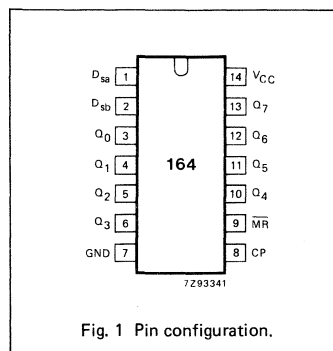 Dsa 1 14 VCC
Dsb 2 13 Q7
Q0 3 12 Q6
Q1 4 164 11 Q5
Q2 5 10 Q4
Q3 6 9 M̅R̅
GND 7 8 CP
7Z93341
Fig. 1 Pin configuration.